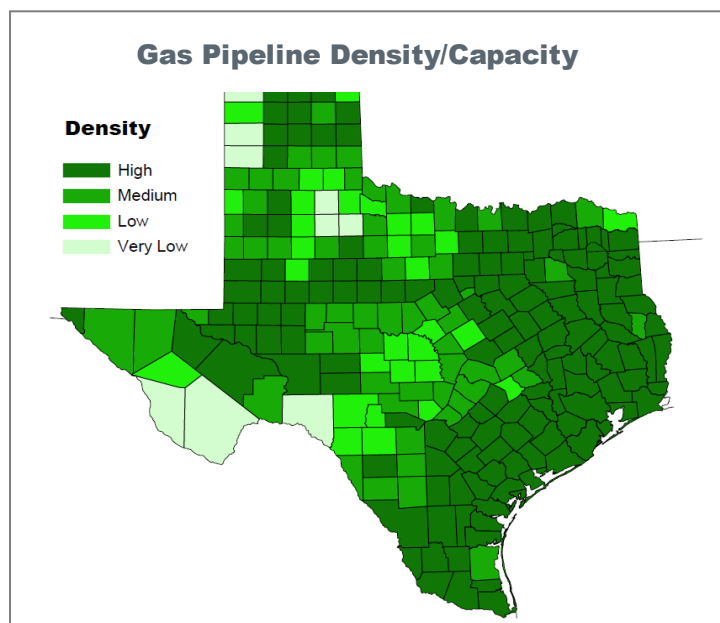 Gas Pipeline Density/Capacity
Density
High
Medium
Low
Very Low